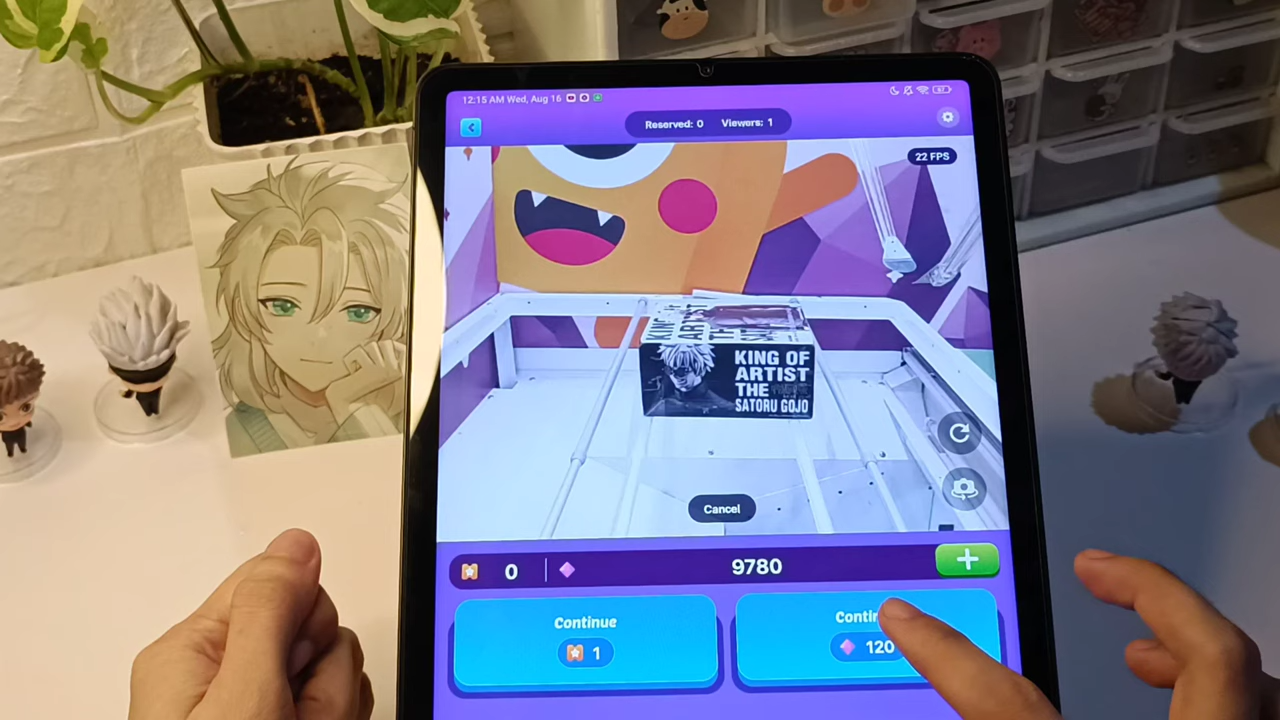 12:15 AM Wed, Aug 16
67
Reserved: 0 Viewers: 1
22 FPS
KING OF
ARTIST
THE
SATORU GOJO
Cancel
0 9780 +
Continue
1
120